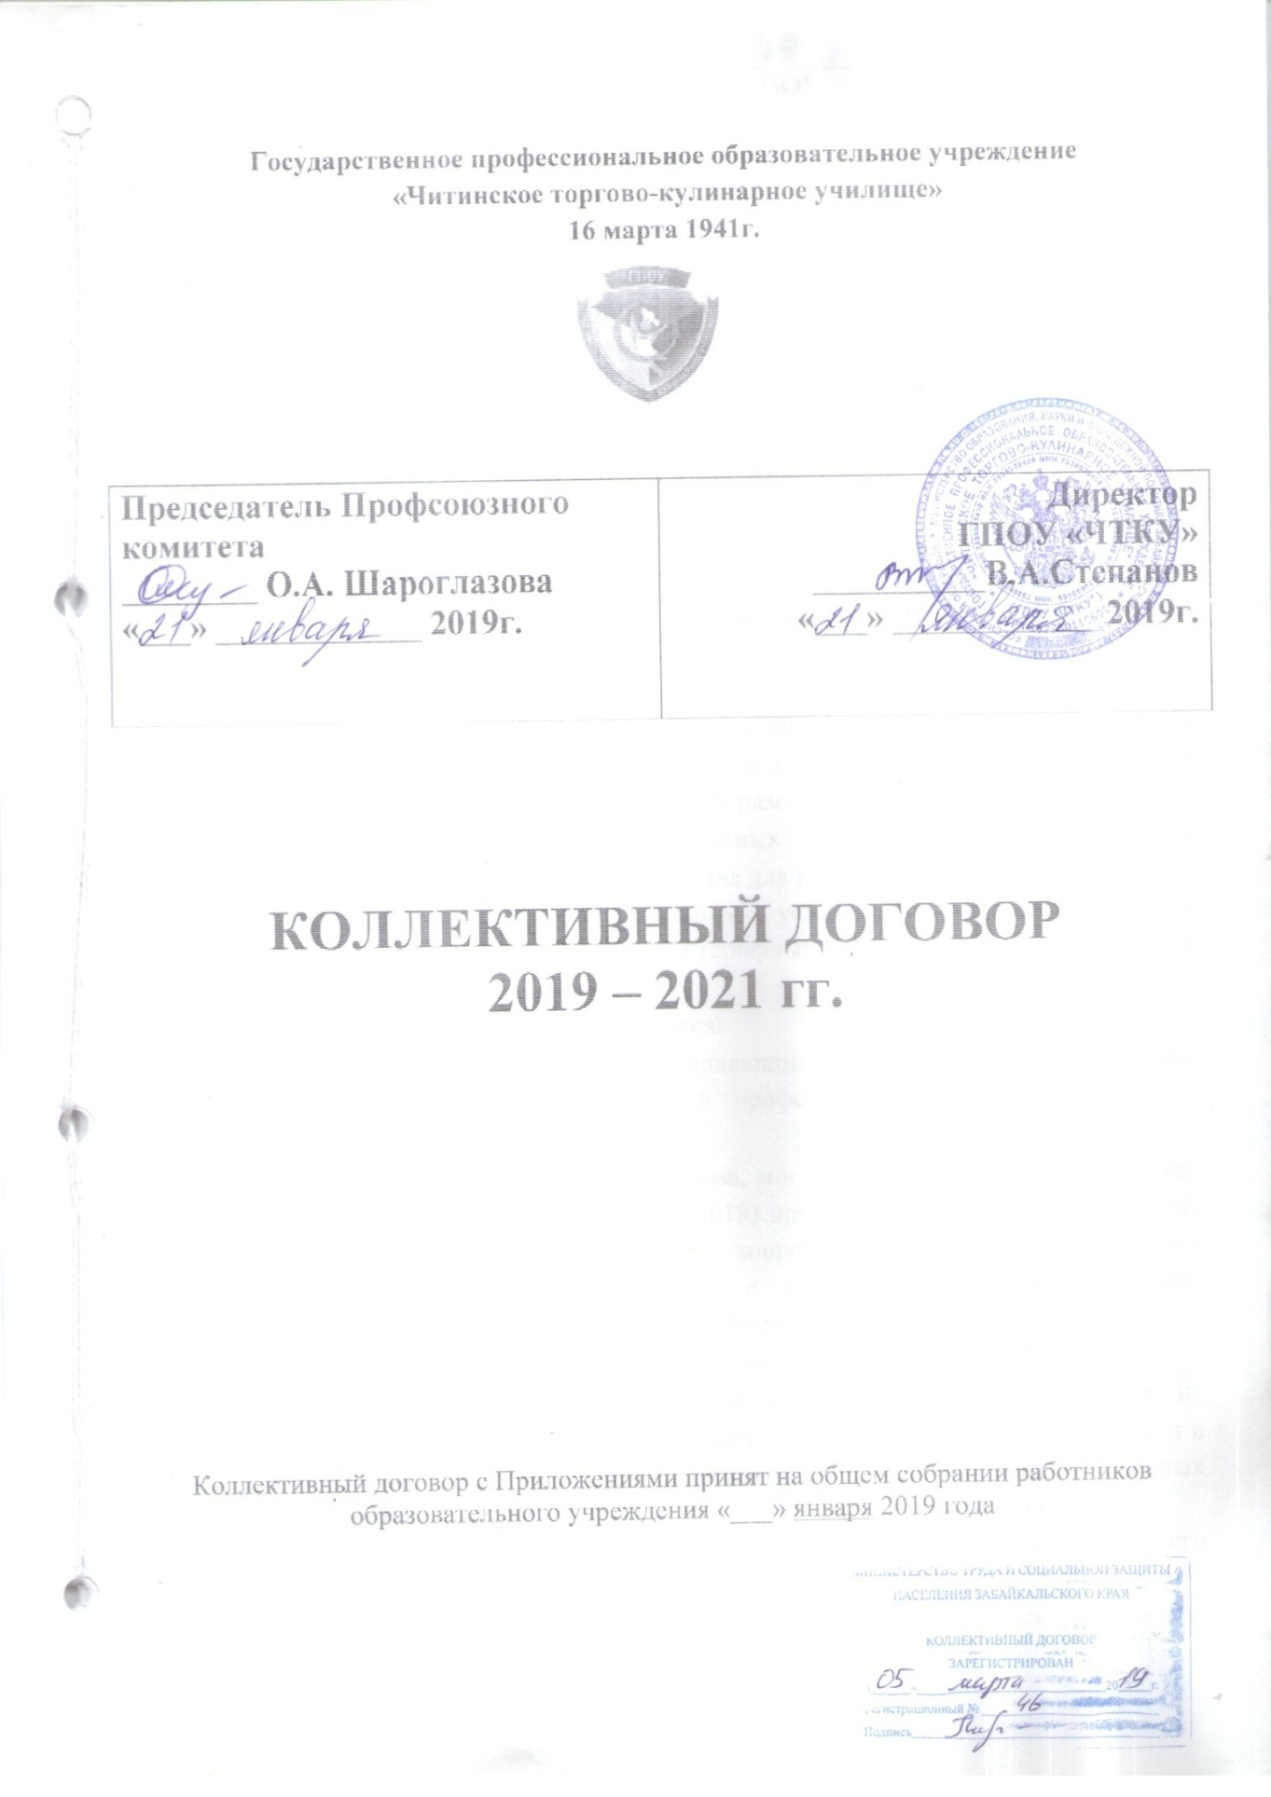 Государственное профессиональное образовательное учреждение
«Читинское торгово-кулинарное училище»
16 марта 1941г.
ГПОУ
Председатель Профсоюзного
комитета
О.А. Шароглазова
«21» января 2019г.
Директор
ГПОУ «ЧТКУ»
В.А.Степанов
«21» января 2019г.
КОЛЛЕКТИВНЫЙ ДОГОВОР
2019 – 2021 гг.
Коллективный договор с Приложениями принят на общем собрании работников
образовательного учреждения «___» января 2019 года
МИНИСТЕРСТВО ТРУДА И СОЦИАЛЬНОЙ ЗАЩИТЫ
НАСЕЛЕНИЯ ЗАБАЙКАЛЬСКОГО КРАЯ
КОЛЛЕКТИВНЫЙ ДОГОВОР
ЗАРЕГИСТРИРОВАН
05 марта 2019 г.
Регистрационный № 46
Подпись